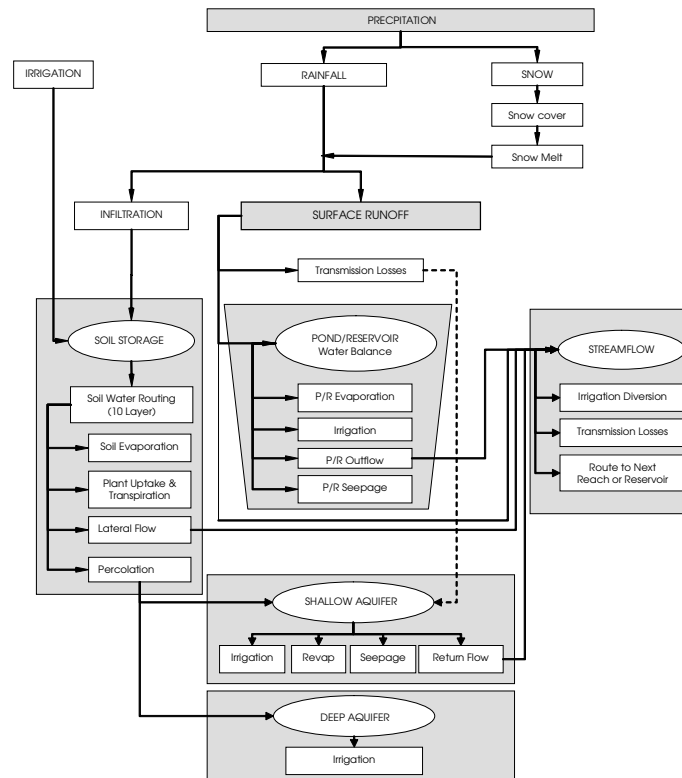 PRECPITATION
IRRIGATION
RAINFALL
SNOW
Snow cover
Snow Melt
INFILTRATION
SURFACE RUNOFF
Transmission Losses
SOIL STORAGE
POND/RESERVOIR
Water Balance
STREAMFLOW
Soil Water Routing
(10 Layer)
P/R Evaporation
Irrigation Diversion
Soil Evaporation
Irrigation
Transmission Losses
Plant Uptake &
Transpiration
P/R Outflow
Route to Next
Reach or Reservoir
P/R Seepage
Lateral Flow
Percolation
SHALLOW AQUIFER
Irrigation
Revap
Seepage
Return Flow
DEEP AQUIFER
Irrigation